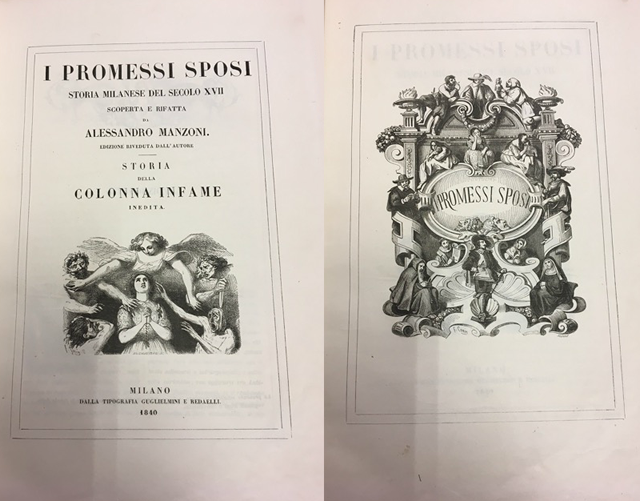 I PROMESSI SPOSI
STORIA MILANESE DEL SECOLO XVII
SCOPERTA E RIFATTA
DA
ALESSANDRO MANZONI.
EDIZIONE RIVEDUTA DALL'AUTORE
STORIA
DELLA
COLONNA INFAME
INEDITA.
MILANO
DALLA TIPOGRAFIA GUGLIELMINI E REDAELLI.
1840
I PROMESSI SPOSI